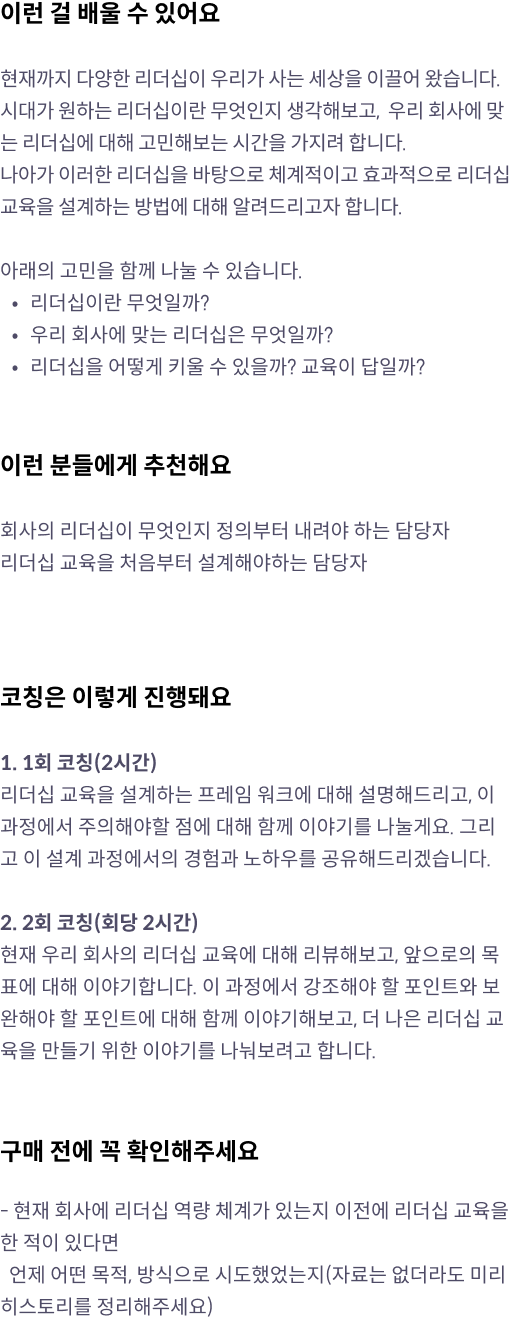 이런 걸 배울 수 있어요
현재까지 다양한 리더십이 우리가 사는 세상을 이끌어 왔습니다.
시대가 원하는 리더십이란 무엇인지 생각해보고,  우리 회사에 맞
는 리더십에 대해 고민해보는 시간을 가지려 합니다.
나아가 이러한 리더십을 바탕으로 체계적이고 효과적으로 리더십
교육을 설계하는 방법에 대해 알려드리고자 합니다.
아래의 고민을 함께 나눌 수 있습니다.
• 리더십이란 무엇일까?
• 우리 회사에 맞는 리더십은 무엇일까?
• 리더십을 어떻게 키울 수 있을까? 교육이 답일까?
이런 분들에게 추천해요
회사의 리더십이 무엇인지 정의부터 내려야 하는 담당자
리더십 교육을 처음부터 설계해야하는 담당자
코칭은 이렇게 진행돼요
1. 1회 코칭(2시간)
리더십 교육을 설계하는 프레임 워크에 대해 설명해드리고, 이
과정에서 주의해야할 점에 대해 함께 이야기를 나눌게요. 그리
고 이 설계 과정에서의 경험과 노하우를 공유해드리겠습니다.
2. 2회 코칭(회당 2시간)
현재 우리 회사의 리더십 교육에 대해 리뷰해보고, 앞으로의 목
표에 대해 이야기합니다. 이 과정에서 강조해야 할 포인트와 보
완해야 할 포인트에 대해 함께 이야기해보고, 더 나은 리더십 교
육을 만들기 위한 이야기를 나눠보려고 합니다.
구매 전에 꼭 확인해주세요
- 현재 회사에 리더십 역량 체계가 있는지 이전에 리더십 교육을
한 적이 있다면
언제 어떤 목적, 방식으로 시도했었는지(자료는 없더라도 미리
히스토리를 정리해주세요)